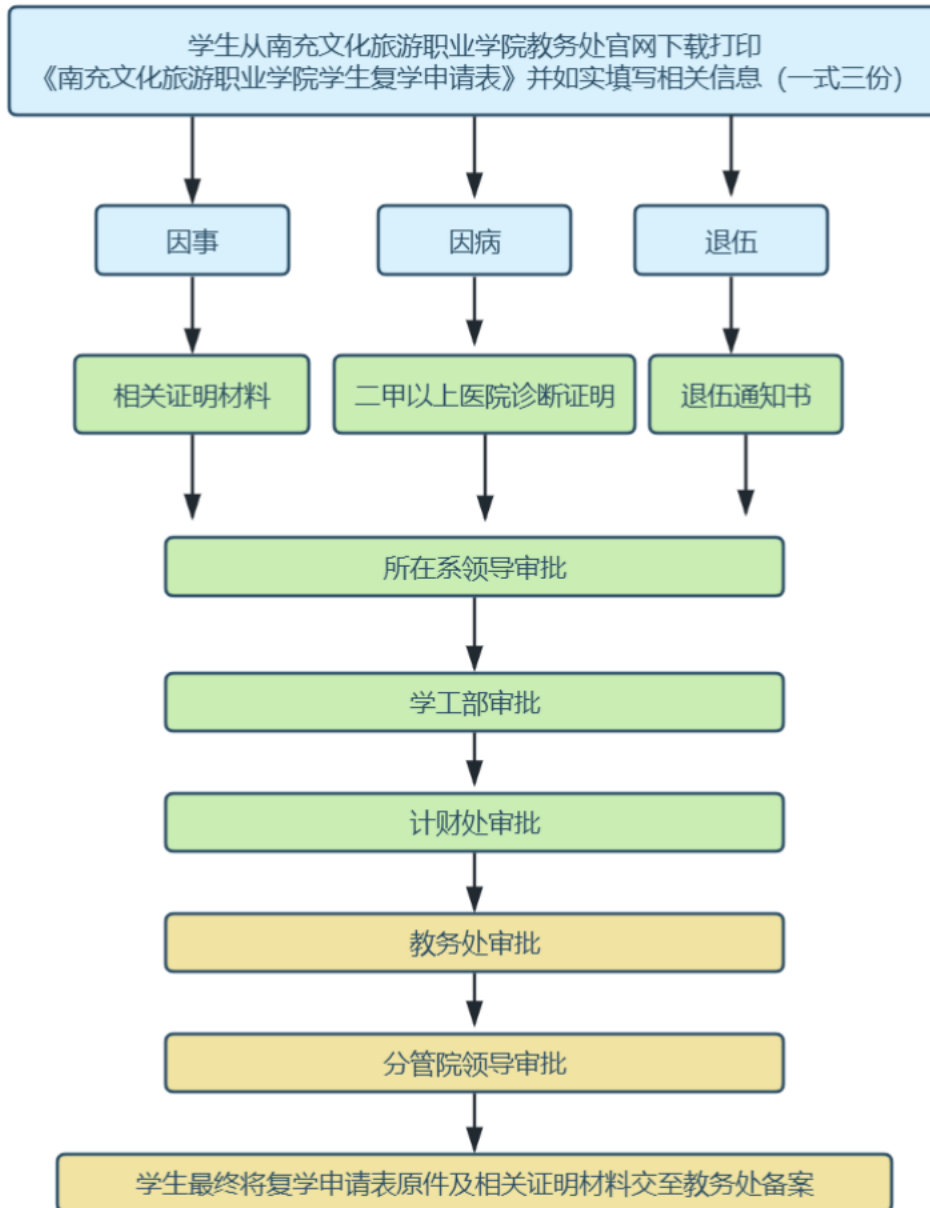 学生从南充文化旅游职业学院教务处官网下载打印
《南充文化旅游职业学院学生复学申请表》并如实填写相关信息（一式三份）
因事
因病
退伍
相关证明材料
二甲以上医院诊断证明
退伍通知书
所在系领导审批
学工部审批
计财处审批
教务处审批
分管院领导审批
学生最终将复学申请表原件及相关证明材料交至教务处备案